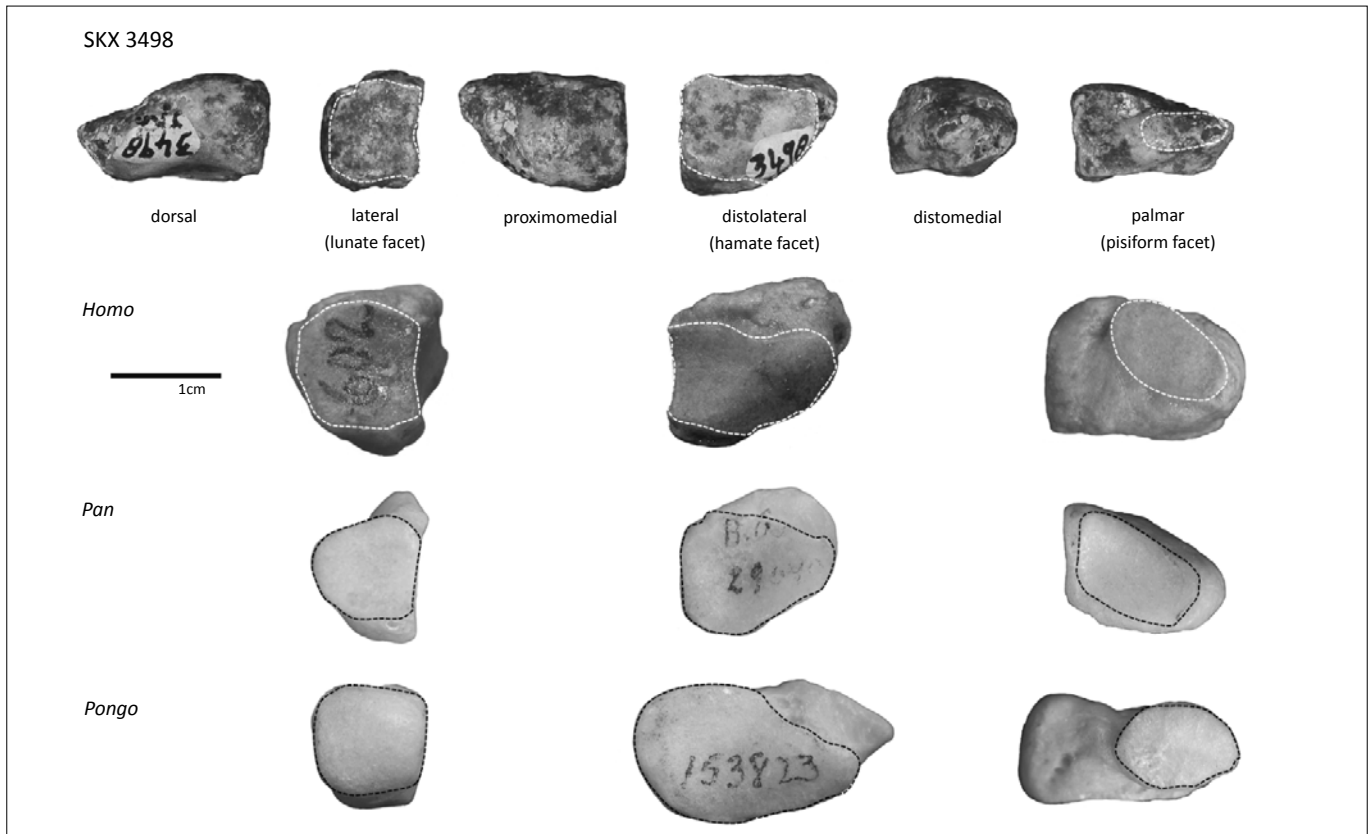 SKX 3498
3498
3498
dorsal
lateral
(lunate facet)
proximomedial
distolateral
(hamate facet)
distomedial
palmar
(pisiform facet)
Homo
1cm
Pan
Pongo
153823